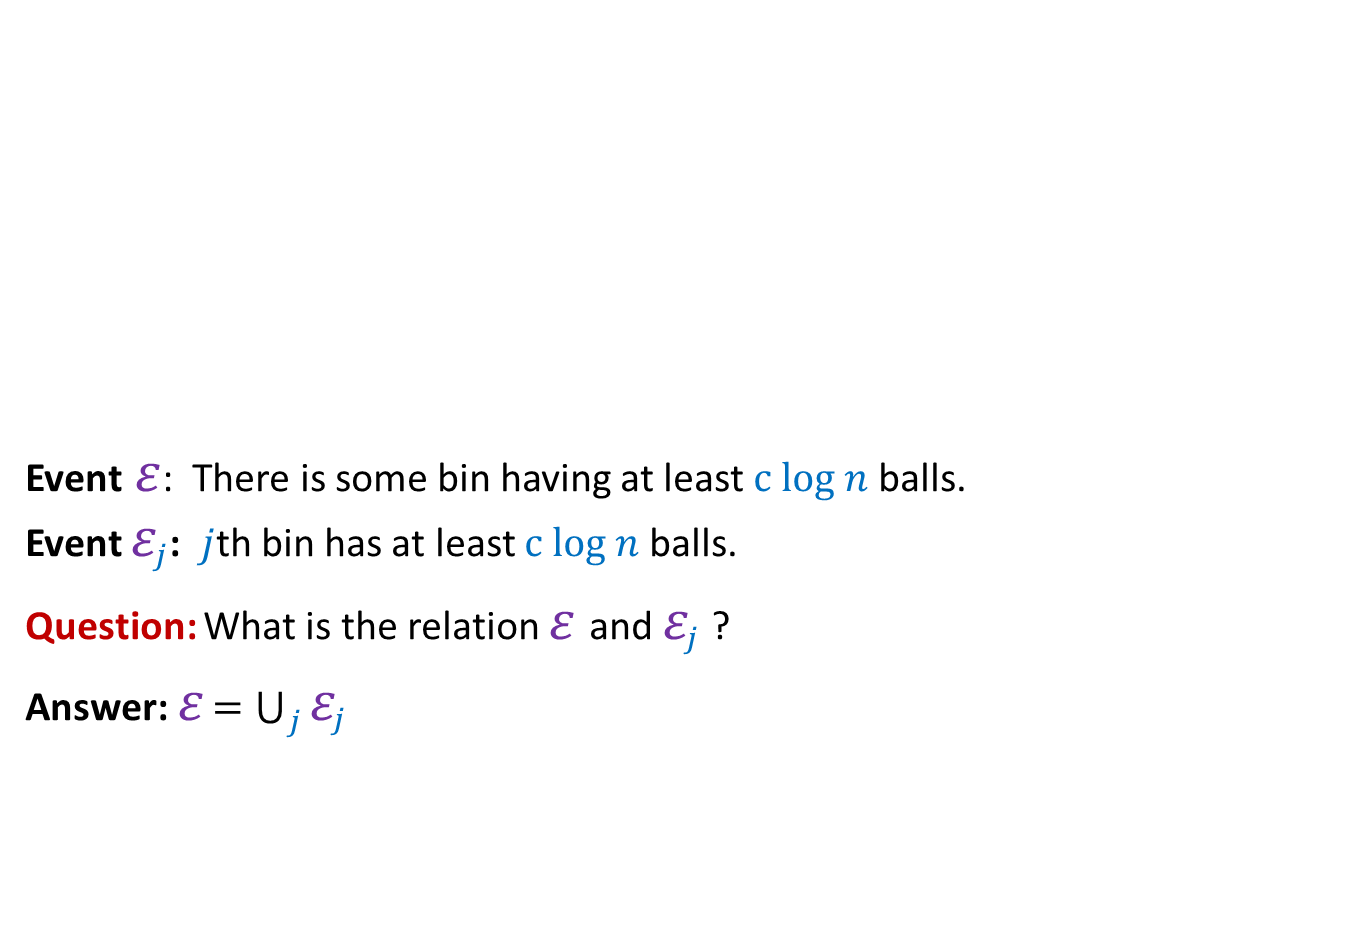 Event ℰ: There is some bin having at least c log n balls.
Event ℰⱼ: jth bin has at least c log n balls.
Question: What is the relation ℰ and ℰⱼ ?
Answer: ℰ = ⋃ⱼ ℰⱼ